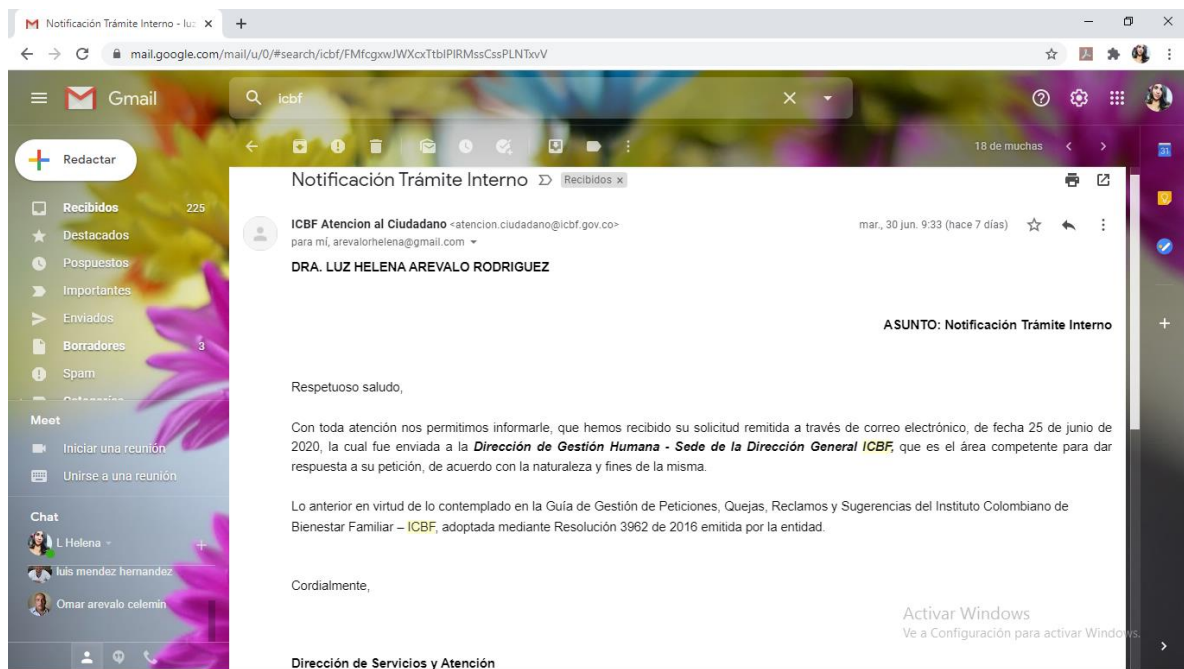 Notificación Trámite Interno - luz
mail.google.com/mail/u/0/#search/icbf/FMfcgxwJWXcxTtblPlRMssCssPLNTxvV
Gmail
icbf
Redactar
18 de muchas
Recibidos 225
Destacados
Pospuestos
Importantes
Enviados
Borradores 3
Spam
Meet
Iniciar una reunión
Unirse a una reunión
Chat
L Helena
luis mendez hernandez
Omar arevalo celemin
Notificación Trámite Interno Recibidos x
ICBF Atencion al Ciudadano <atencion.ciudadano@icbf.gov.co> mar., 30 jun. 9:33 (hace 7 días)
para mí, arevalorhelena@gmail.com
DRA. LUZ HELENA AREVALO RODRIGUEZ
ASUNTO: Notificación Trámite Interno
Respetuoso saludo,
Con toda atención nos permitimos informarle, que hemos recibido su solicitud remitida a través de correo electrónico, de fecha 25 de junio de
2020, la cual fue enviada a la Dirección de Gestión Humana - Sede de la Dirección General ICBF, que es el área competente para dar
respuesta a su petición, de acuerdo con la naturaleza y fines de la misma.
Lo anterior en virtud de lo contemplado en la Guía de Gestión de Peticiones, Quejas, Reclamos y Sugerencias del Instituto Colombiano de
Bienestar Familiar – ICBF, adoptada mediante Resolución 3962 de 2016 emitida por la entidad.
Cordialmente,
Dirección de Servicios y Atención
Activar Windows
Ve a Configuración para activar Windows.
31